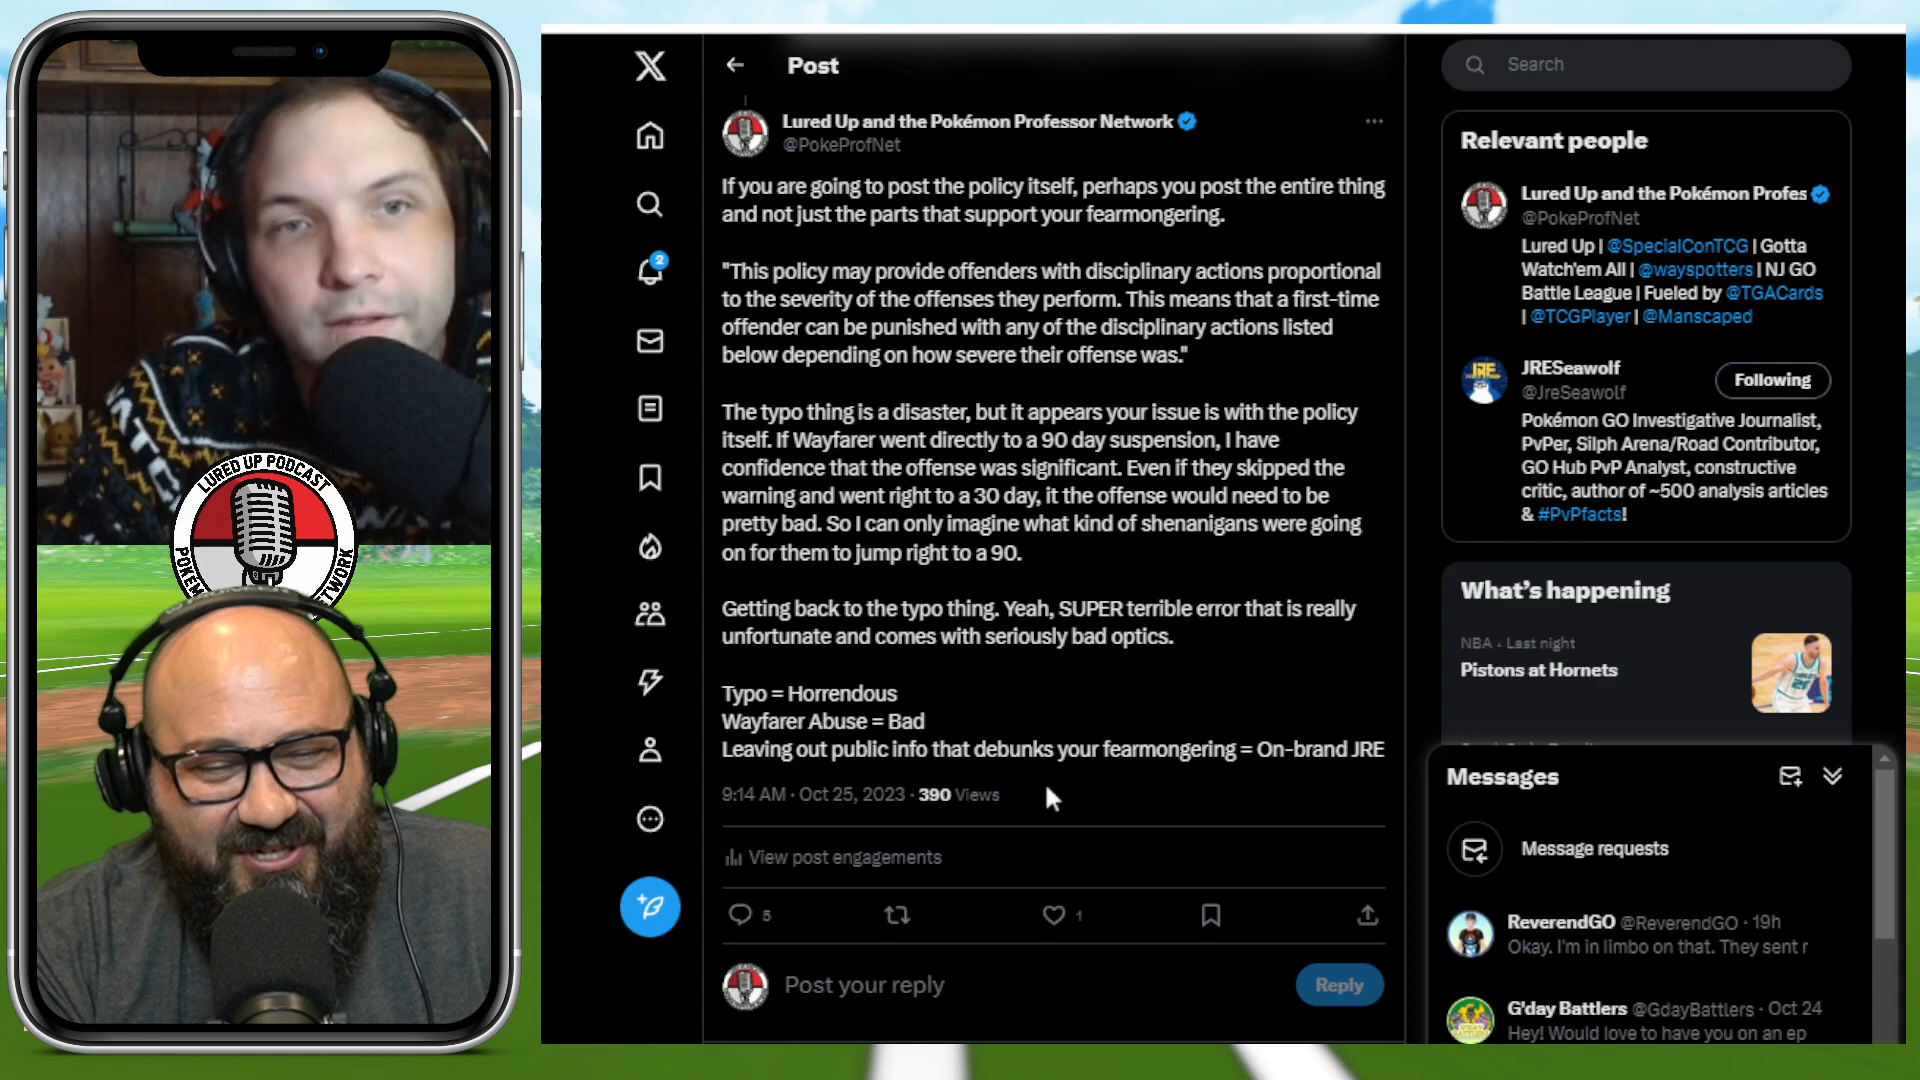 LURED UP PODCAST
X
Post
Lured Up and the Pokémon Professor Network
@PokeProfNet
If you are going to post the policy itself, perhaps you post the entire thing
and not just the parts that support your fearmongering.
"This policy may provide offenders with disciplinary actions proportional
to the severity of the offenses they perform. This means that a first-time
offender can be punished with any of the disciplinary actions listed
below depending on how severe their offense was."
The typo thing is a disaster, but it appears your issue is with the policy
itself. If Wayfarer went directly to a 90 day suspension, I have
confidence that the offense was significant. Even if they skipped the
warning and went right to a 30 day, it the offense would need to be
pretty bad. So I can only imagine what kind of shenanigans were going
on for them to jump right to a 90.
Getting back to the typo thing. Yeah, SUPER terrible error that is really
unfortunate and comes with seriously bad optics.
Typo = Horrendous
Wayfarer Abuse = Bad
Leaving out public info that debunks your fearmongering = On-brand JRE
9:14 AM · Oct 25, 2023 · 390 Views
View post engagements
5
1
Post your reply
Reply
2
Search
Relevant people
Lured Up and the Pokémon Profes
@PokeProfNet
Lured Up | @SpecialConTCG | Gotta
Watch'em All | @wayspotters | NJ GO
Battle League | Fueled by @TGACards
| @TCGPlayer | @Manscaped
JRESeawolf
@JreSeawolf
Following
Pokémon GO Investigative Journalist,
PvPer, Silph Arena/Road Contributor,
GO Hub PvP Analyst, constructive
critic, author of ~500 analysis articles
& #PvPfacts!
What's happening
NBA · Last night
Pistons at Hornets
Messages
Message requests
ReverendGO @ReverendGO · 19h
Okay. I'm in limbo on that. They sent r
G'day Battlers @GdayBattlers · Oct 24
Hey! Would love to have you on an ep